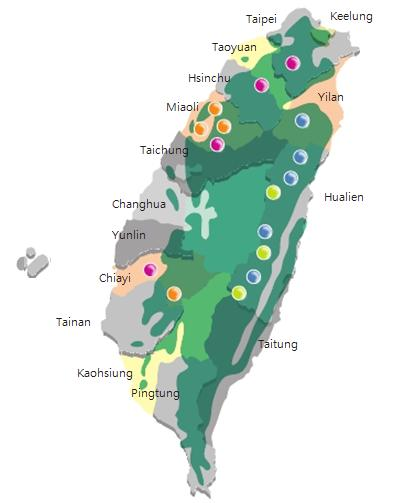 Taipei
Keelung
Taoyuan
Hsinchu
Yilan
Miaoli
Taichung
Hualien
Changhua
Yunlin
Chiayi
Tainan
Taitung
Kaohsiung
Pingtung